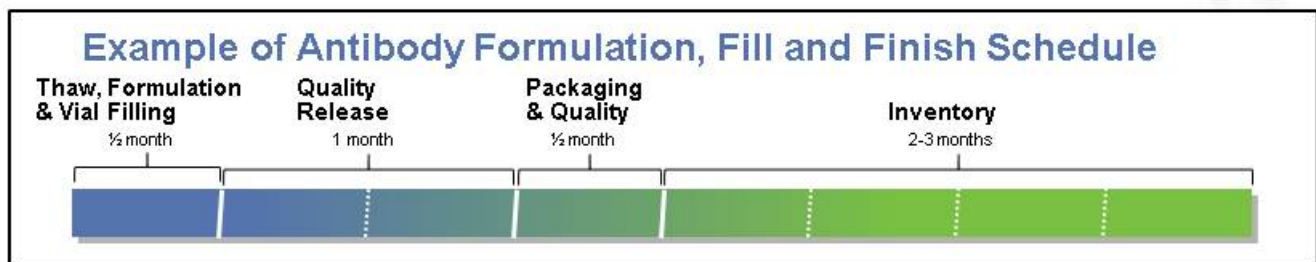 Example of Antibody Formulation, Fill and Finish Schedule
Thaw, Formulation
& Vial Filling
½ month
Quality
Release
1 month
Packaging
& Quality
½ month
Inventory
2-3 months